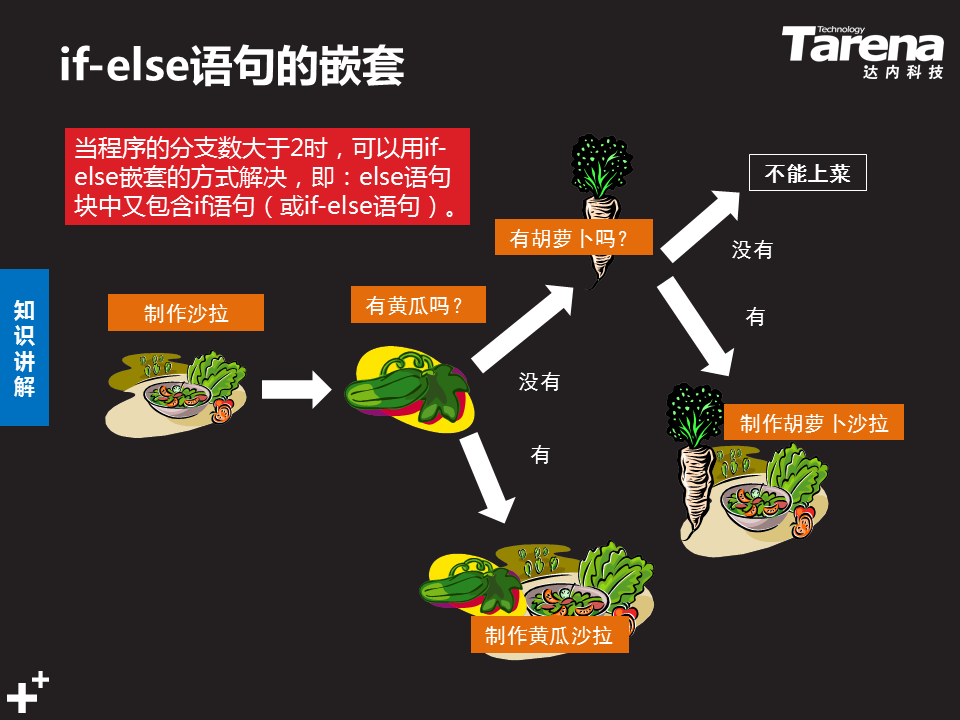 if-else语句的嵌套
Technology
Tarena
达内科技
当程序的分支数大于2时，可以用if-
else嵌套的方式解决，即：else语句
块中又包含if语句（或if-else语句）。
不能上菜
有胡萝卜吗？
没有
知识讲解
制作沙拉
有黄瓜吗？
有
没有
制作胡萝卜沙拉
有
制作黄瓜沙拉